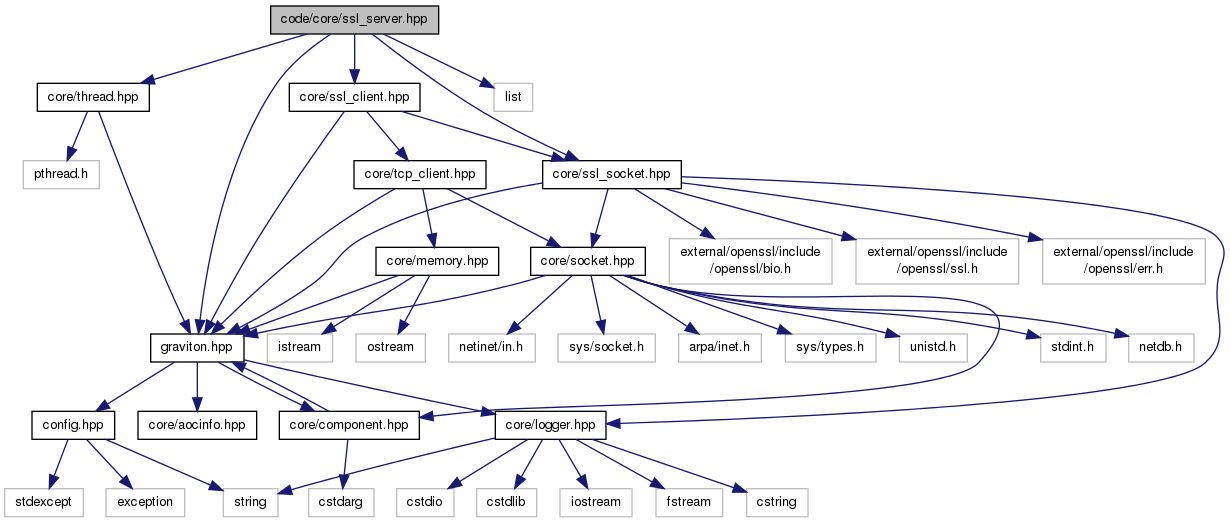 code/core/ssl_server.hpp
core/thread.hpp
core/ssl_client.hpp
list
pthread.h
core/tcp_client.hpp
core/ssl_socket.hpp
core/memory.hpp
core/socket.hpp
external/openssl/include
/openssl/bio.h
external/openssl/include
/openssl/ssl.h
external/openssl/include
/openssl/err.h
graviton.hpp
istream
ostream
netinet/in.h
sys/socket.h
arpa/inet.h
sys/types.h
unistd.h
stdint.h
netdb.h
config.hpp
core/aocinfo.hpp
core/component.hpp
core/logger.hpp
stdexcept
exception
string
cstdarg
cstdio
cstdlib
iostream
fstream
cstring